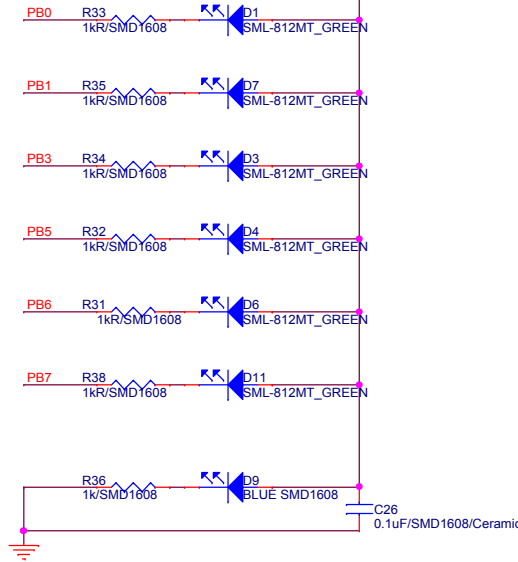 PB0 R33 D1
1kR/SMD1608 SML-812MT_GREEN
PB1 R35 D7
1kR/SMD1608 SML-812MT_GREEN
PB3 R34 D3
1kR/SMD1608 SML-812MT_GREEN
PB5 R32 D4
1kR/SMD1608 SML-812MT_GREEN
PB6 R31 D6
1kR/SMD1608 SML-812MT_GREEN
PB7 R38 D11
1kR/SMD1608 SML-812MT_GREEN
R36 D9
1k/SMD1608 BLUE SMD1608
C26
0.1uF/SMD1608/Ceramic